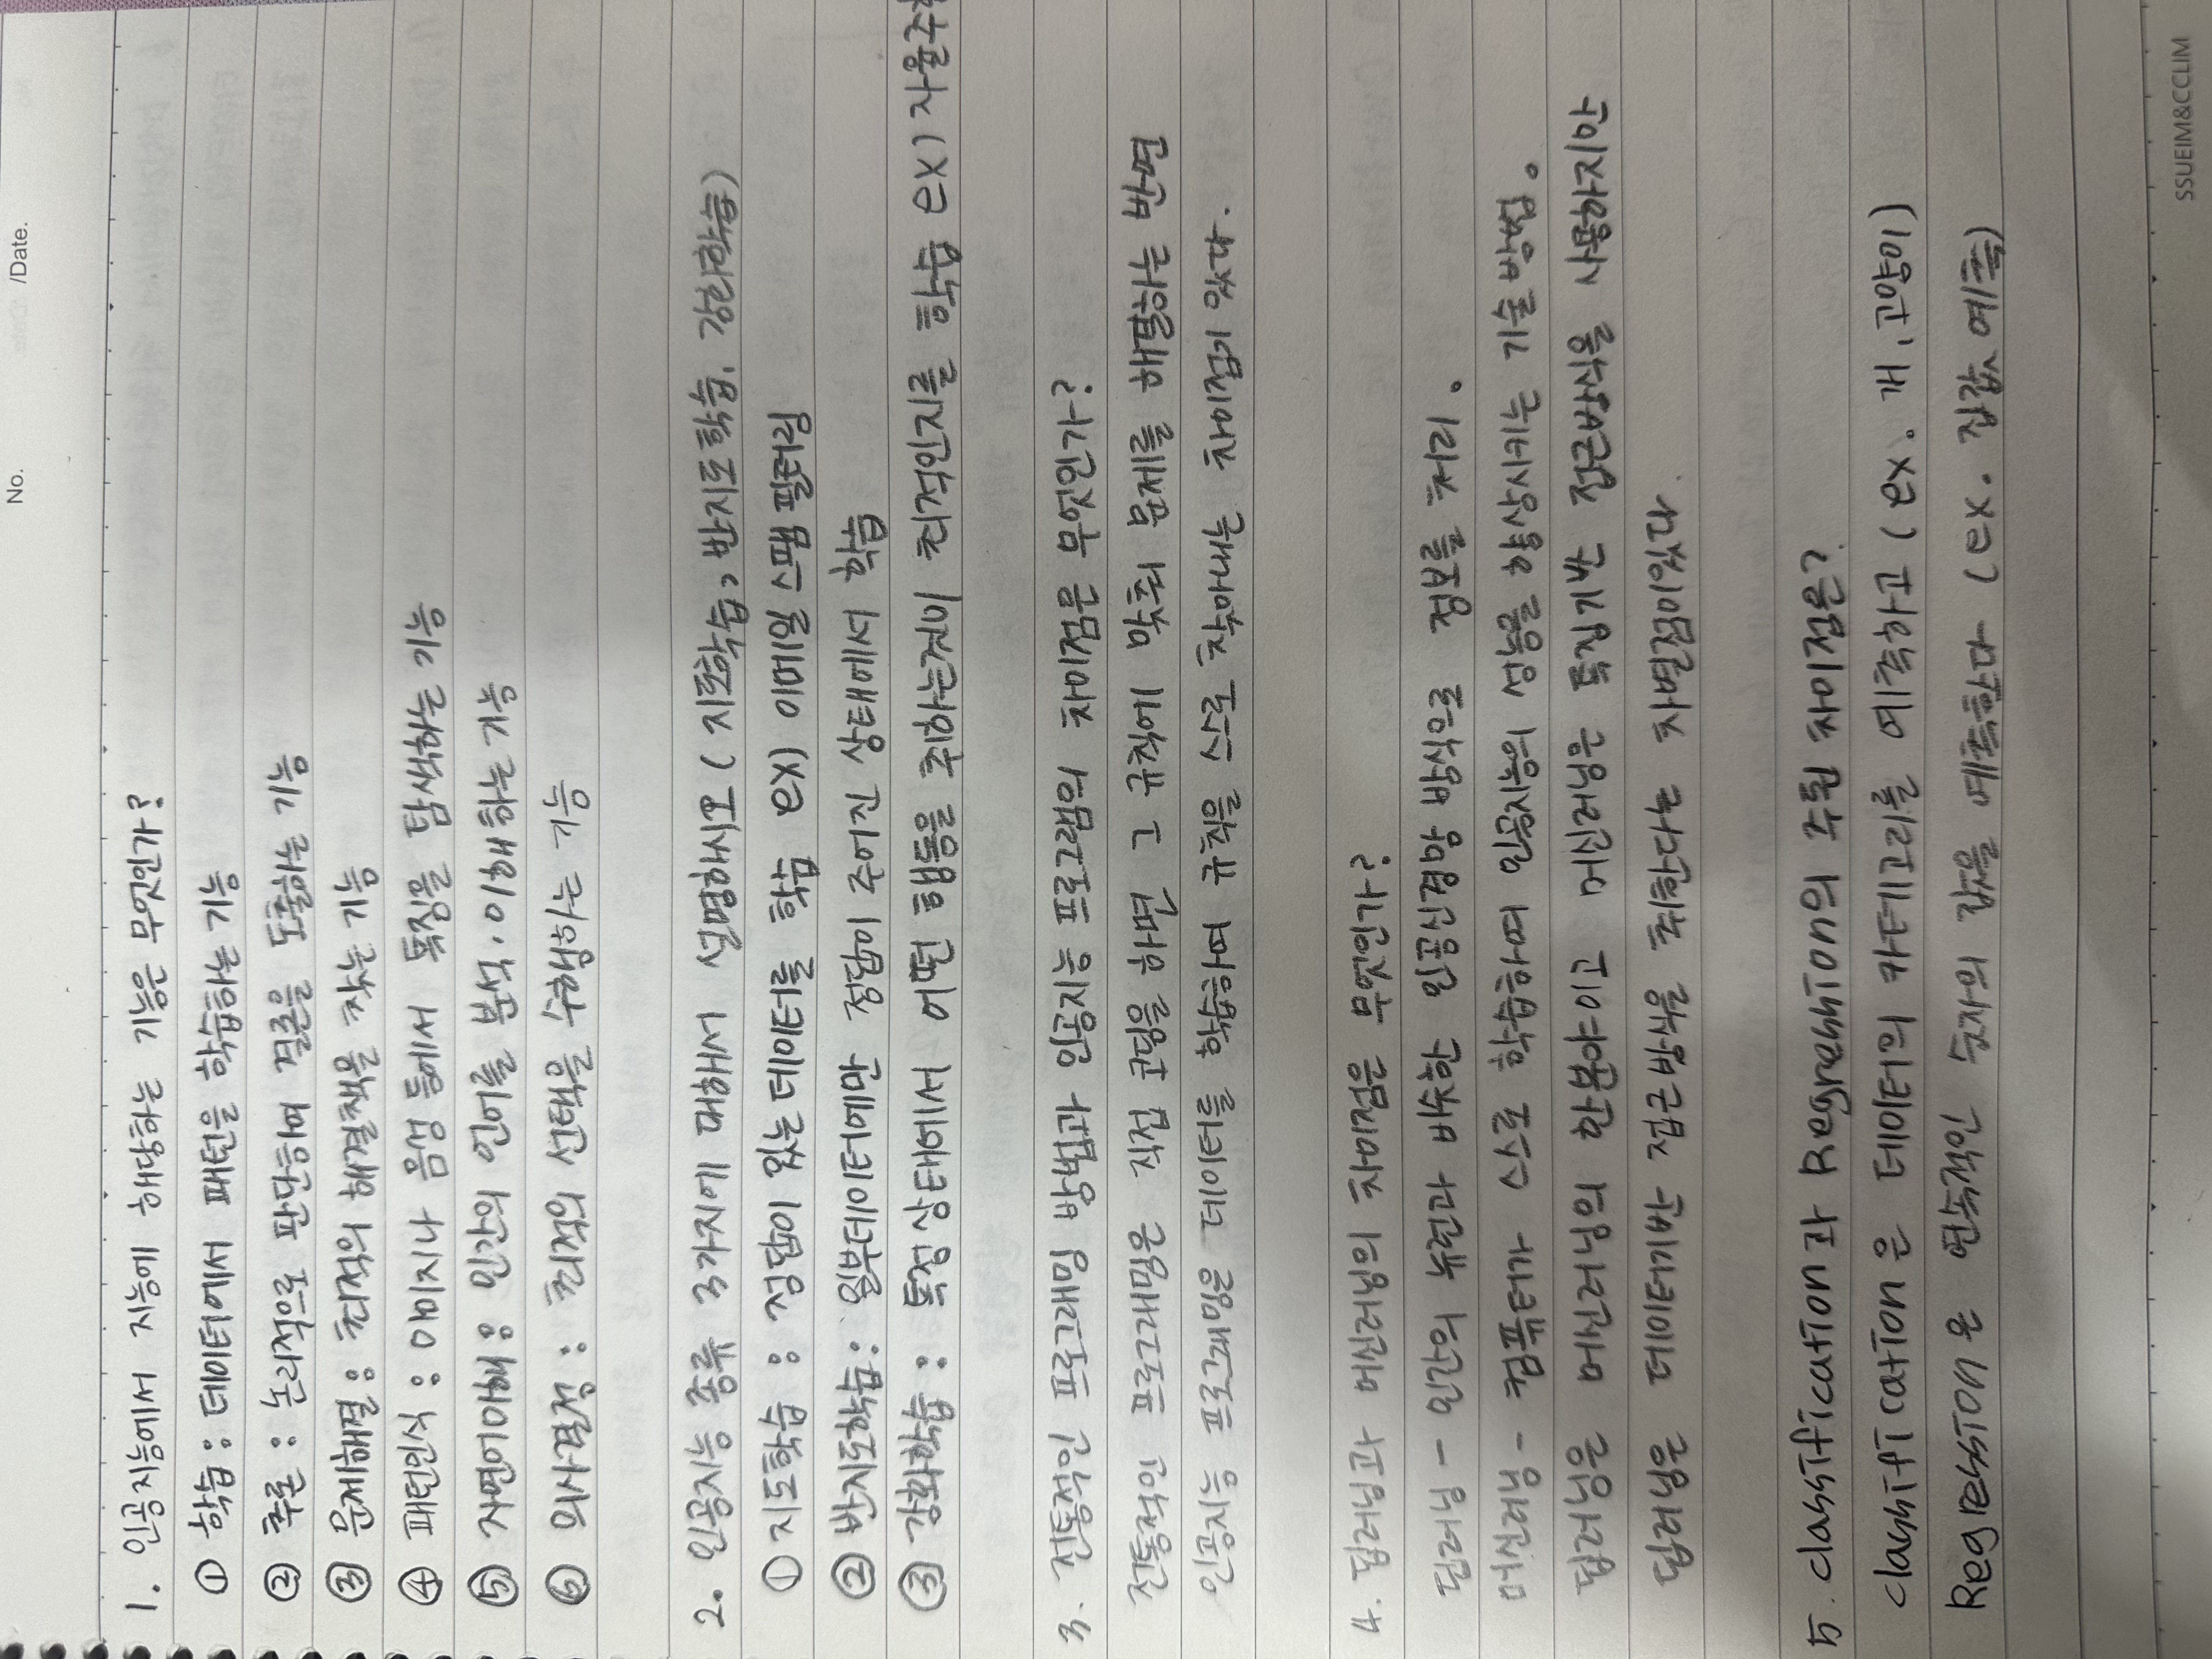 No. /Date.
1. 인공지능에서 지능에 해당하는 기능은 무엇인가?
① 학습 : 데이터에서 패턴을 학습하는 기능
② 추론 : 논리적으로 판단하여 결론을 도출하는 기능
③ 문제해결 : 최적의 해결책을 찾는 기능
④ 패턴인식 : 이미지나 음성 등에서 특징을 탐색하는 기능
⑤ 자연어이해 : 인간의 언어를 분석·이해하는 기능
⑥ 의사결정 : 최적의 선택을 수행하는 기능
2. 인공지능 종류 3가지에 대해서 설명하시오 (지도학습, 반지도학습, 강화학습)
① 지도학습 : 정답이 있는 데이터를 학습 ex) 이메일 스팸 필터링
② 반지도학습 : 일부데이터에만 정답이 주어진 상태에서 학습
③ 강화학습 : 특정 상태에서 어떤 행동을 취하는것이 최적인지를 학습 ex) 자율주행
3. 전통적인 프로그래밍 방법과 인공지능 프로그램의 차이점은 무엇인가?
전통적인 프로그래밍은 직접 코딩을 하면 그 규칙에 맞춰 문제를 해결하는 반면
인공지능 프로그래밍은 데이터를 학습하여 규칙을 스스로 찾아내는 차이점이 있다.
4. 딥러닝과 머신러닝의 차이점은 무엇인가?
딥러닝 - 인간의 뉴런과 비슷한 인공신경망 방식으로 정보를 처리.
머신러닝 - 컴퓨터가 스스로 학습하여 인공지능의 성능을 향상시키는 기술 방법.
딥러닝은 머신러닝의 한분야이고 머신러닝은 특징기반 접근방식을 사용하지만
딥러닝은 데이터기반 접근방식을 취한다는 차별점이있다.
5. classification과 Regression의 주된 차이점은?
classification은 데이터의 카테고리를 예측하고 (ex. 개, 고양이)
Regression은 연속적인 숫자의 값을 예측한다 (ex. 집값 예측)
SSUEIM&CCLIM